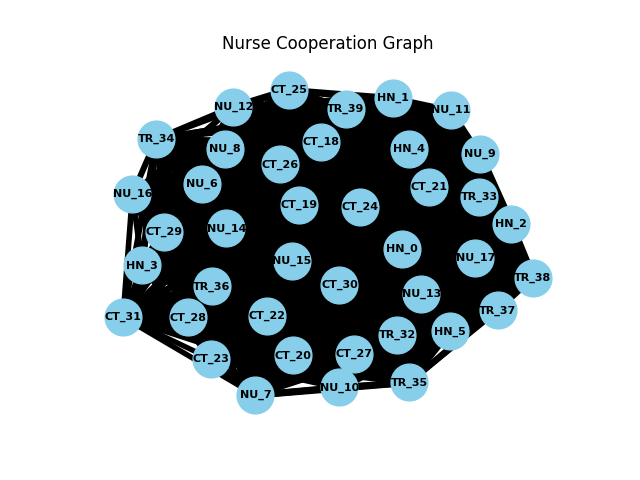 Nurse Cooperation Graph
CT_25
HN_1
NU_12
TR_39
NU_11
TR_34
CT_18
NU_8
HN_4
NU_9
CT_26
NU_6
CT_21
NU_16
TR_33
CT_19
CT_24
HN_2
CT_29
NU_14
HN_0
NU_17
NU_15
HN_3
TR_38
CT_30
TR_36
NU_13
TR_37
CT_31
CT_28
CT_22
HN_5
TR_32
CT_23
CT_20
CT_27
TR_35
NU_10
NU_7